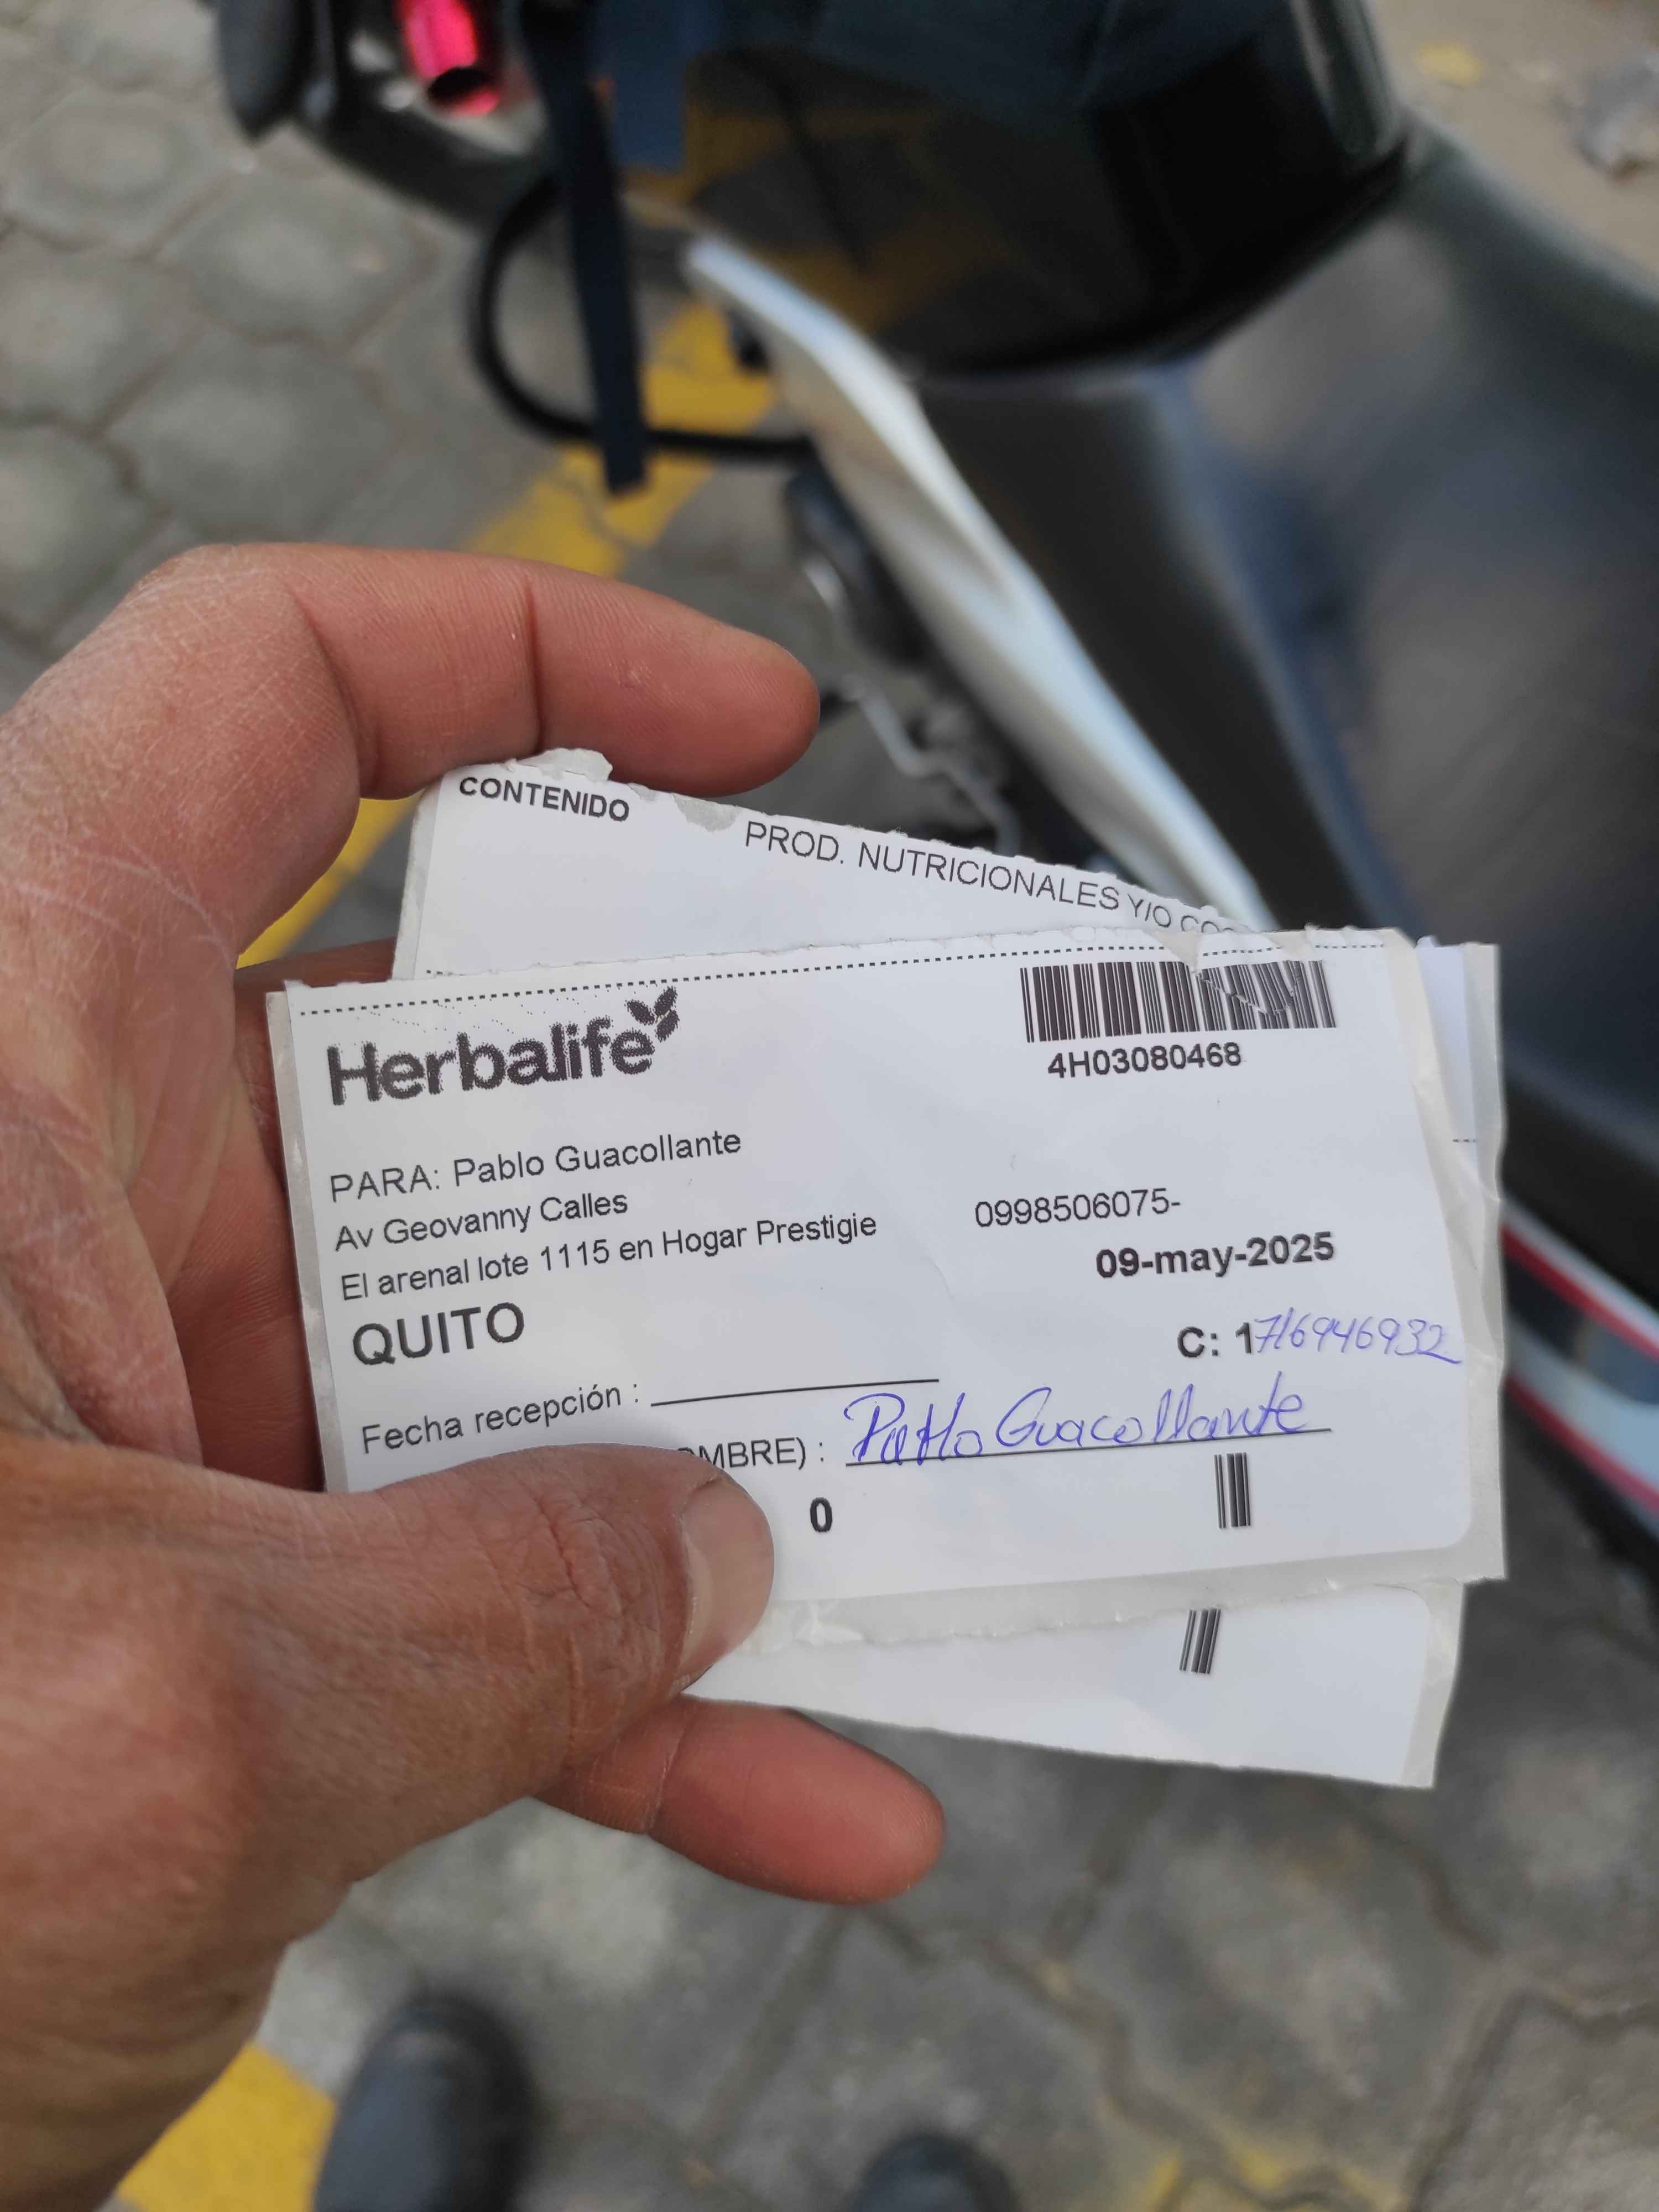 CONTENIDO
PROD. NUTRICIONALES Y/O
Herbalife
4H03080468
PARA: Pablo Guacollante
Av Geovanny Calles
El arenal lote 1115 en Hogar Prestigie
0998506075-
09-may-2025
QUITO
C: 1716946932
Fecha recepción :
MBRE) : Pablo Guacollante
0